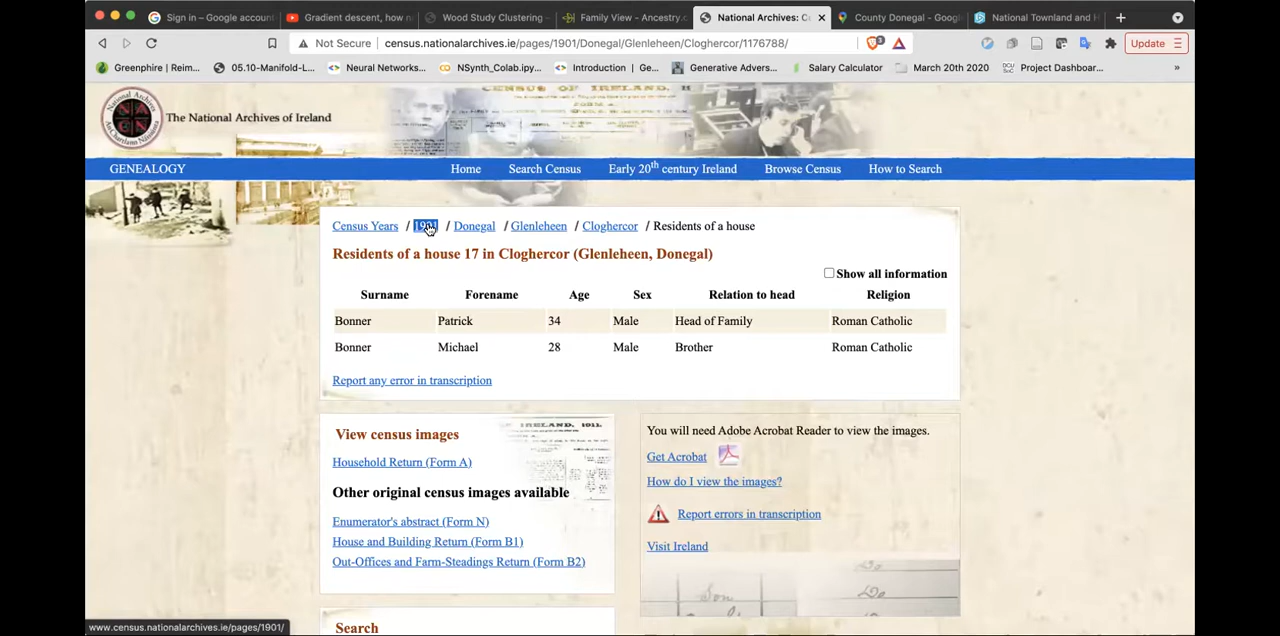 Sign in – Google accoun
Gradient descent, how n
Wood Study Clustering -
Family View - Ancestry.c
National Archives: C
County Donegal - Googl
National Townland and H
Not Secure census.nationalarchives.ie/pages/1901/Donegal/Glenleheen/Cloghercor/1176788/
Update
Greenphire | Reim...
05.10-Manifold-L...
Neural Networks...
NSynth_Colab.ipy...
Introduction | Ge...
Generative Advers...
Salary Calculator
March 20th 2020
Project Dashboar...
»
CENSUS OF IRELAND,
The National Archives of Ireland
GENEALOGY Home Search Census Early 20th century Ireland Browse Census How to Search
Census Years / 1901 / Donegal / Glenleheen / Cloghercor / Residents of a house
Residents of a house 17 in Cloghercor (Glenleheen, Donegal)
Show all information
Surname Forename Age Sex Relation to head Religion
Bonner Patrick 34 Male Head of Family Roman Catholic
Bonner Michael 28 Male Brother Roman Catholic
Report any error in transcription
View census images
Household Return (Form A)
Other original census images available
Enumerator's abstract (Form N)
House and Building Return (Form B1)
Out-Offices and Farm-Steadings Return (Form B2)
You will need Adobe Acrobat Reader to view the images.
Get Acrobat
How do I view the images?
Report errors in transcription
Visit Ireland
Search
www.census.nationalarchives.ie/pages/1901/